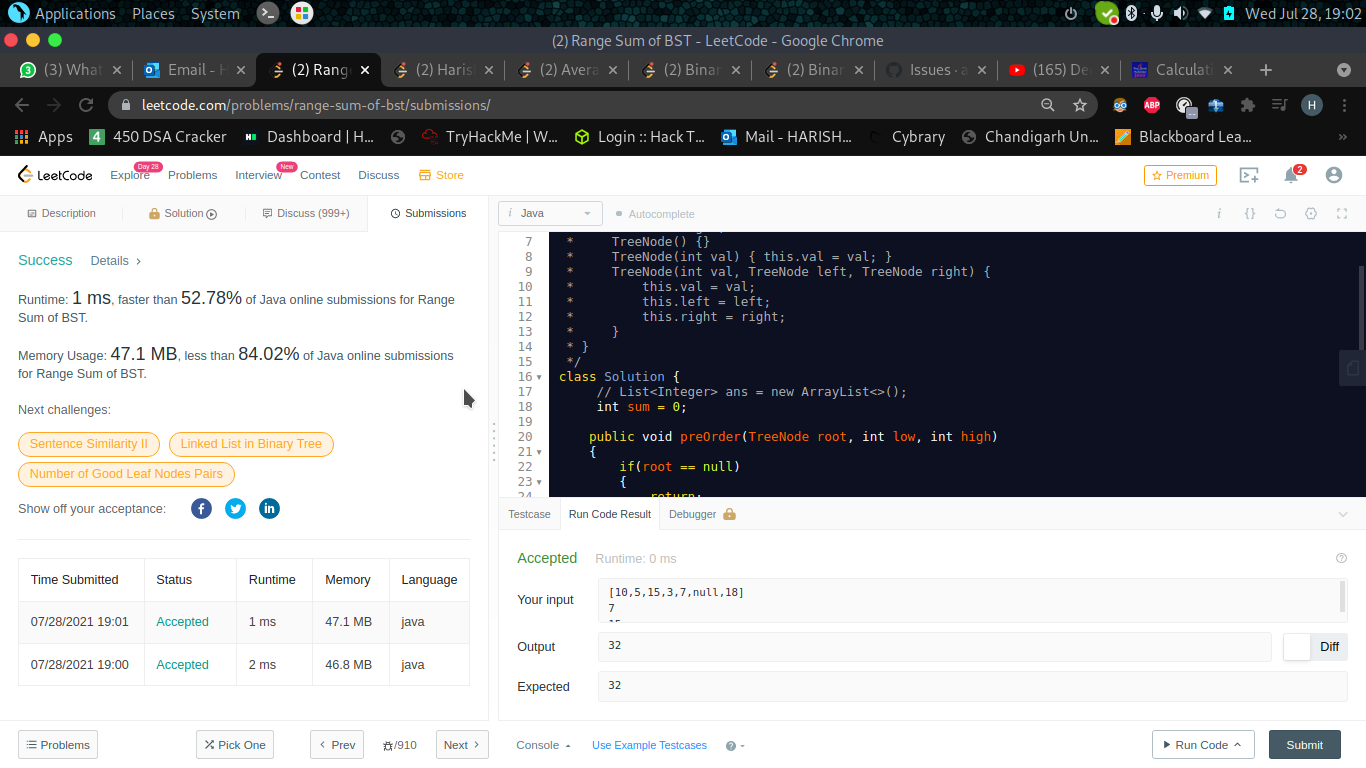 Applications Places System Wed Jul 28, 19:02
(2) Range Sum of BST - LeetCode - Google Chrome
3 (3) What Email - H (2) Rang (2) Haris (2) Avera (2) Binar (2) Binar Issues · a (165) De Calculati
leetcode.com/problems/range-sum-of-bst/submissions/ ABP H
Apps 4 450 DSA Cracker Dashboard | H... TryHackMe | W... Login :: Hack T... Mail - HARISH... Cybrary Chandigarh Un... Blackboard Lea... »
LeetCode Explore Day 28 Problems Interview New Contest Discuss Store Premium 2
Description Solution Discuss (999+) Submissions
i Java Autocomplete i {}
Success Details
Runtime: 1 ms, faster than 52.78% of Java online submissions for Range
Sum of BST.
Memory Usage: 47.1 MB, less than 84.02% of Java online submissions
for Range Sum of BST.
Next challenges:
Sentence Similarity II Linked List in Binary Tree
Number of Good Leaf Nodes Pairs
Show off your acceptance: f in
Time Submitted Status Runtime Memory Language
07/28/2021 19:01 Accepted 1 ms 47.1 MB java
07/28/2021 19:00 Accepted 2 ms 46.8 MB java
7 * TreeNode() {}
8 * TreeNode(int val) { this.val = val; }
9 * TreeNode(int val, TreeNode left, TreeNode right) {
10 * this.val = val;
11 * this.left = left;
12 * this.right = right;
13 * }
14 * }
15 */
16 class Solution {
17 // List<Integer> ans = new ArrayList<>();
18 int sum = 0;
19
20 public void preOrder(TreeNode root, int low, int high)
21 {
22 if(root == null)
23 {
24 return;
Testcase Run Code Result Debugger
Accepted Runtime: 0 ms ?
Your input [10,5,15,3,7,null,18]
7
15
Output 32 Diff
Expected 32
Problems Pick One Prev /910 Next Console Use Example Testcases ? Run Code Submit